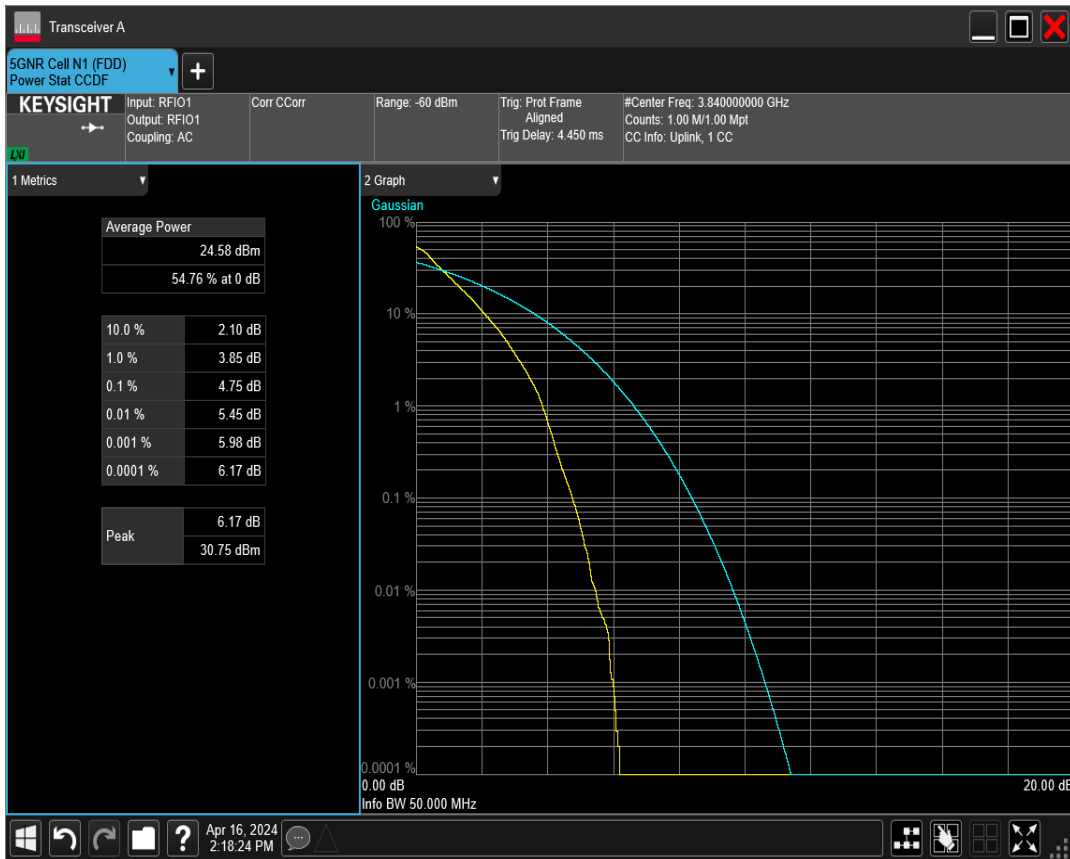 Transceiver A
5GNR Cell N1 (FDD)
Power Stat CCDF
KEYSIGHT
LXI
Input: RFIO1
Output: RFIO1
Coupling: AC
Corr CCorr
Range: -60 dBm
Trig: Prot Frame
Aligned
Trig Delay: 4.450 ms
#Center Freq: 3.840000000 GHz
Counts: 1.00 M/1.00 Mpt
CC Info: Uplink, 1 CC
1 Metrics
Average Power
24.58 dBm
54.76 % at 0 dB
10.0 % 2.10 dB
1.0 % 3.85 dB
0.1 % 4.75 dB
0.01 % 5.45 dB
0.001 % 5.98 dB
0.0001 % 6.17 dB
Peak
6.17 dB
30.75 dBm
2 Graph
Gaussian
100 %
10 %
1 %
0.1 %
0.01 %
0.001 %
0.0001 %
0.00 dB
20.00 dB
Info BW 50.000 MHz
?
Apr 16, 2024
2:18:24 PM